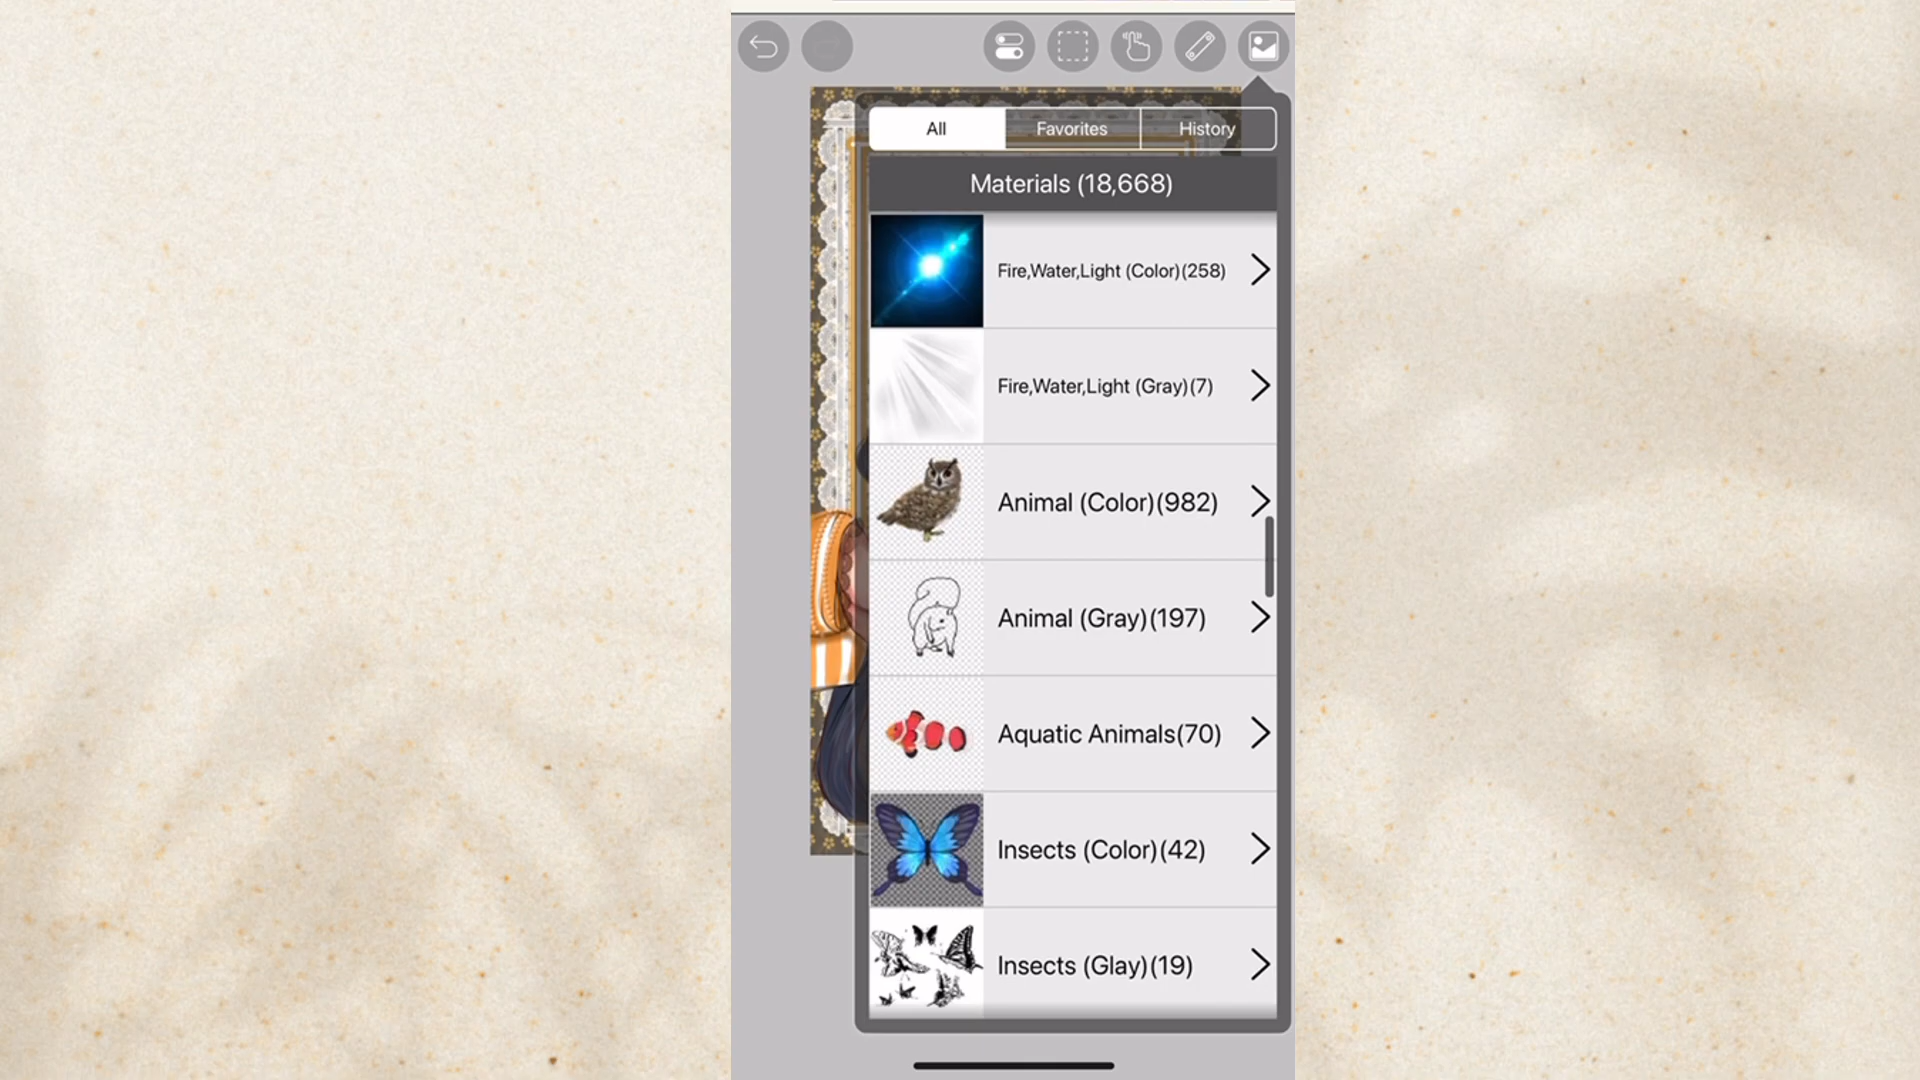 All
Favorites
History
Materials (18,668)
Fire,Water,Light (Color)(258)
Fire,Water,Light (Gray)(7)
Animal (Color)(982)
Animal (Gray)(197)
Aquatic Animals(70)
Insects (Color)(42)
Insects (Glay)(19)